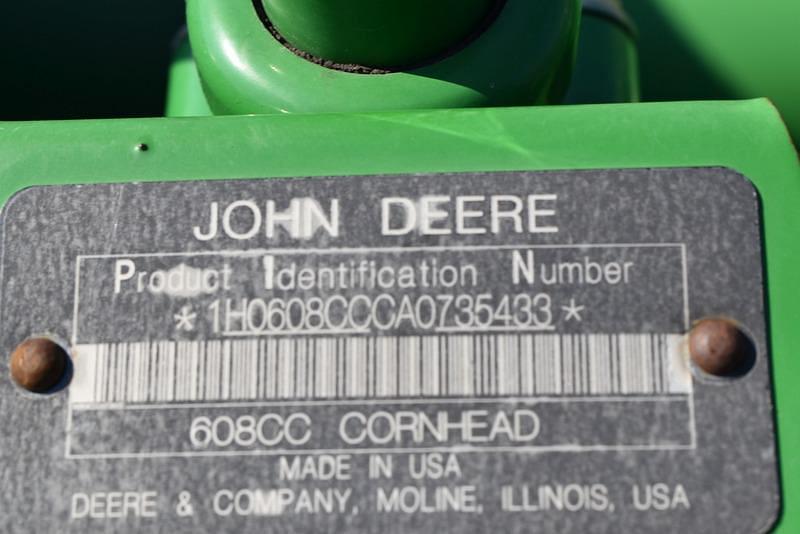 JOHN DEERE
Product Identification Number
*1H0608CCCA0735433*
608CC CORNHEAD
MADE IN USA
DEERE & COMPANY, MOLINE, ILLINOIS, USA